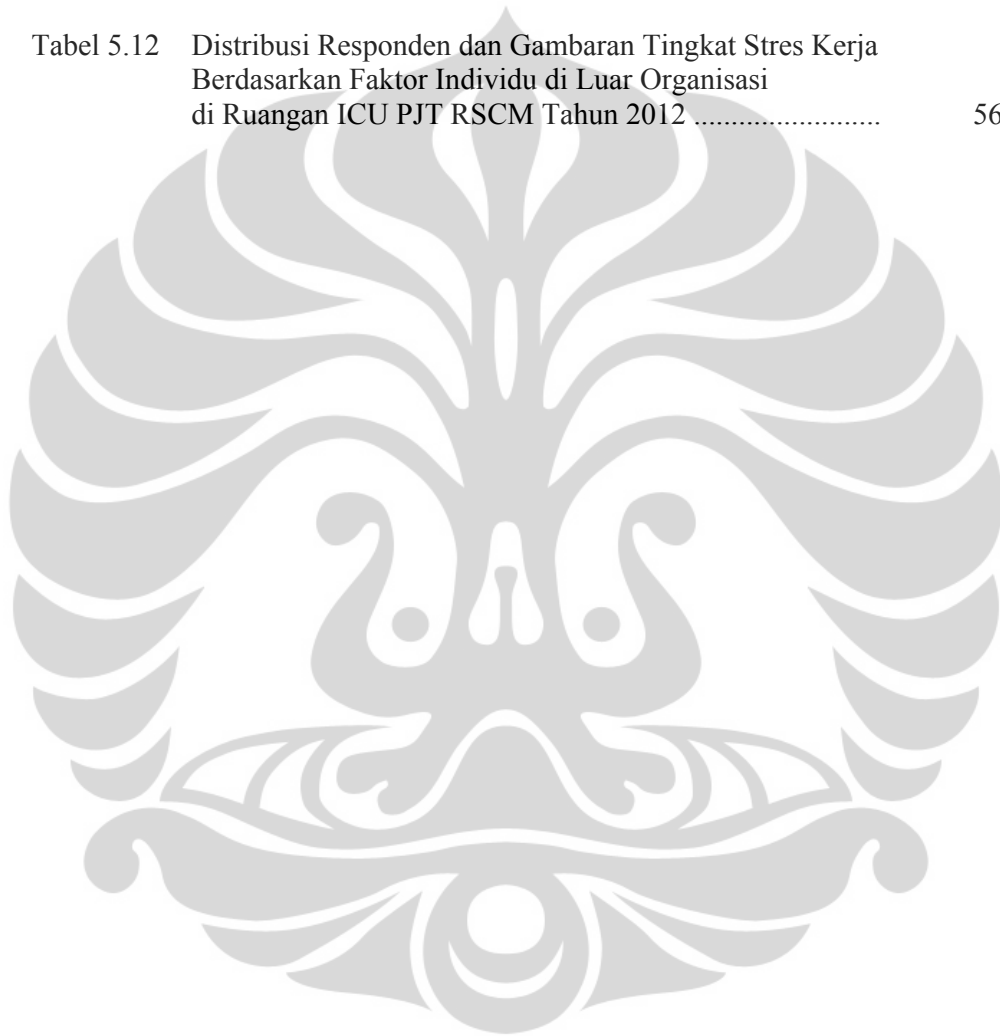 Tabel 5.12 Distribusi Responden dan Gambaran Tingkat Stres Kerja
Berdasarkan Faktor Individu di Luar Organisasi
di Ruangan ICU PJT RSCM Tahun 2012 ........................ 56